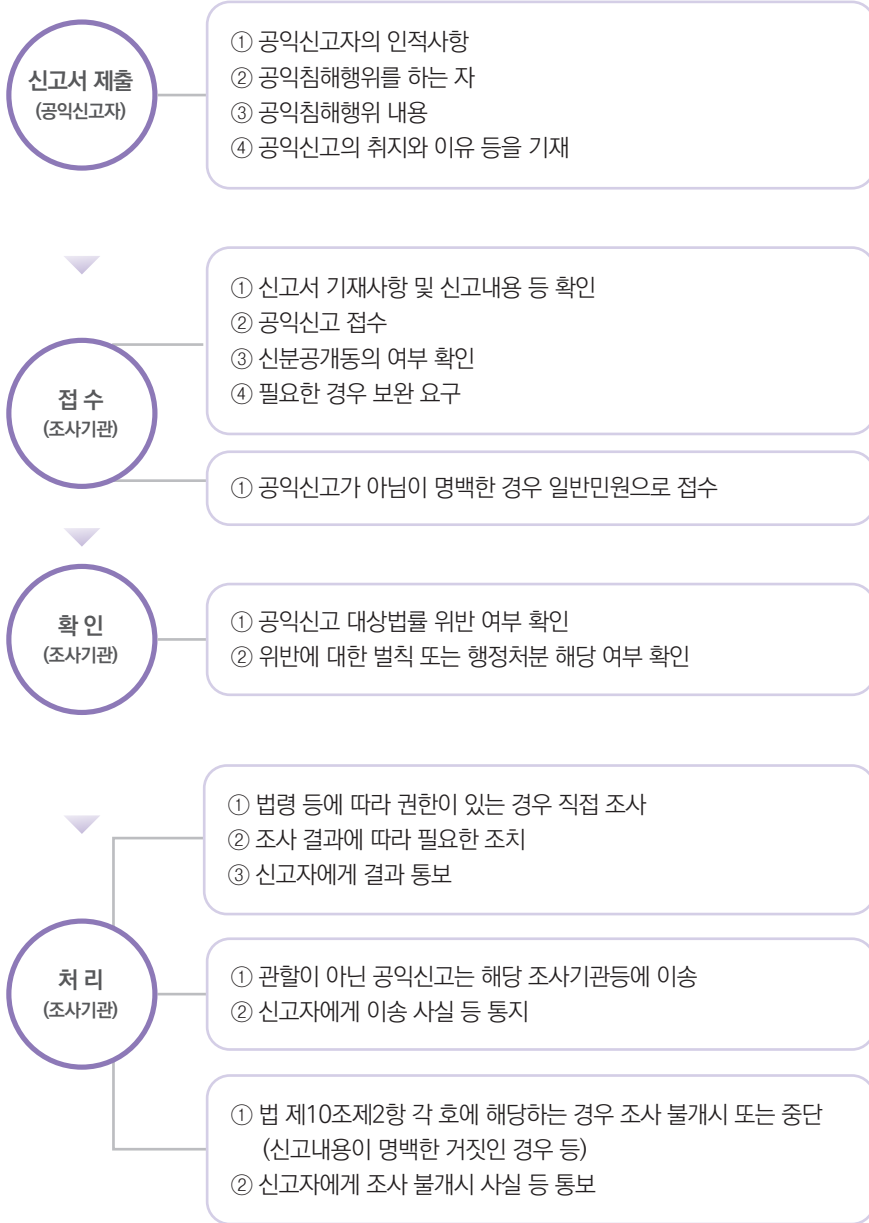 신고서 제출
(공익신고자)
① 공익신고자의 인적사항
② 공익침해행위를 하는 자
③ 공익침해행위 내용
④ 공익신고의 취지와 이유 등을 기재
접 수
(조사기관)
① 신고서 기재사항 및 신고내용 등 확인
② 공익신고 접수
③ 신분공개동의 여부 확인
④ 필요한 경우 보완 요구
① 공익신고가 아님이 명백한 경우 일반민원으로 접수
확 인
(조사기관)
① 공익신고 대상법률 위반 여부 확인
② 위반에 대한 벌칙 또는 행정처분 해당 여부 확인
처 리
(조사기관)
① 법령 등에 따라 권한이 있는 경우 직접 조사
② 조사 결과에 따라 필요한 조치
③ 신고자에게 결과 통보
① 관할이 아닌 공익신고는 해당 조사기관등에 이송
② 신고자에게 이송 사실 등 통지
① 법 제10조제2항 각 호에 해당하는 경우 조사 불개시 또는 중단
(신고내용이 명백한 거짓인 경우 등)
② 신고자에게 조사 불개시 사실 등 통보